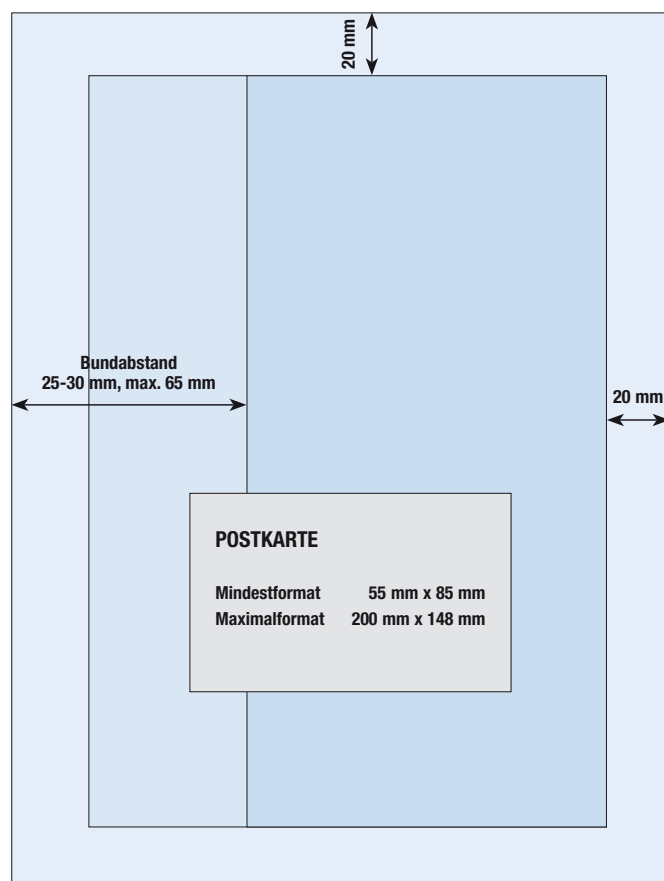 20 mm
Bundabstand
25-30 mm, max. 65 mm
20 mm
POSTKARTE
Mindestformat 55 mm x 85 mm
Maximalformat 200 mm x 148 mm